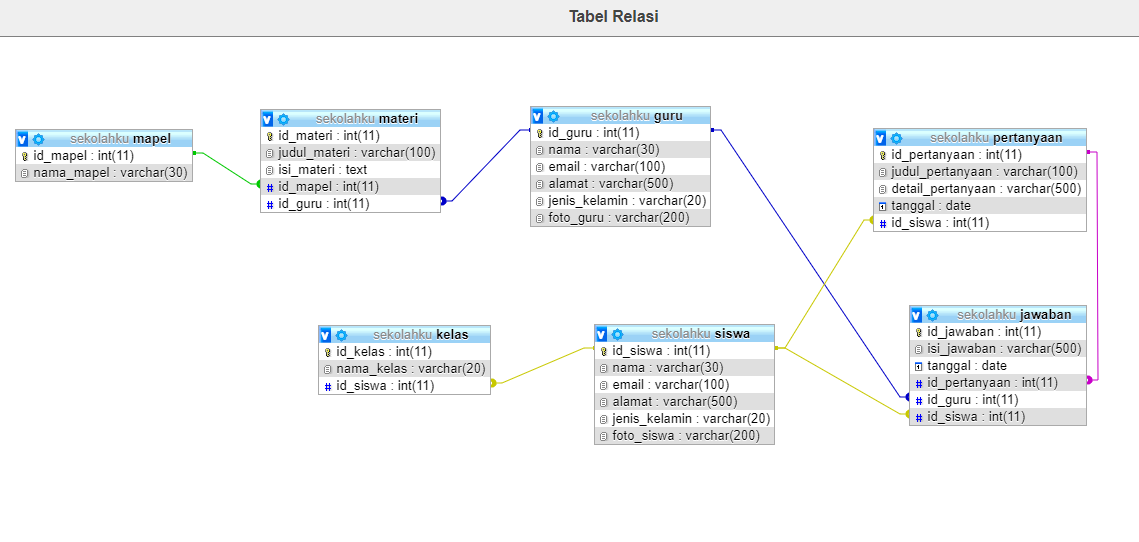 Tabel Relasi
sekolahku mapel
id_mapel : int(11)
nama_mapel : varchar(30)
sekolahku materi
id_materi : int(11)
judul_materi : varchar(100)
isi_materi : text
id_mapel : int(11)
id_guru : int(11)
sekolahku guru
id_guru : int(11)
nama : varchar(30)
email : varchar(100)
alamat : varchar(500)
jenis_kelamin : varchar(20)
foto_guru : varchar(200)
sekolahku pertanyaan
id_pertanyaan : int(11)
judul_pertanyaan : varchar(100)
detail_pertanyaan : varchar(500)
tanggal : date
id_siswa : int(11)
sekolahku kelas
id_kelas : int(11)
nama_kelas : varchar(20)
id_siswa : int(11)
sekolahku siswa
id_siswa : int(11)
nama : varchar(30)
email : varchar(100)
alamat : varchar(500)
jenis_kelamin : varchar(20)
foto_siswa : varchar(200)
sekolahku jawaban
id_jawaban : int(11)
isi_jawaban : varchar(500)
tanggal : date
id_pertanyaan : int(11)
id_guru : int(11)
id_siswa : int(11)